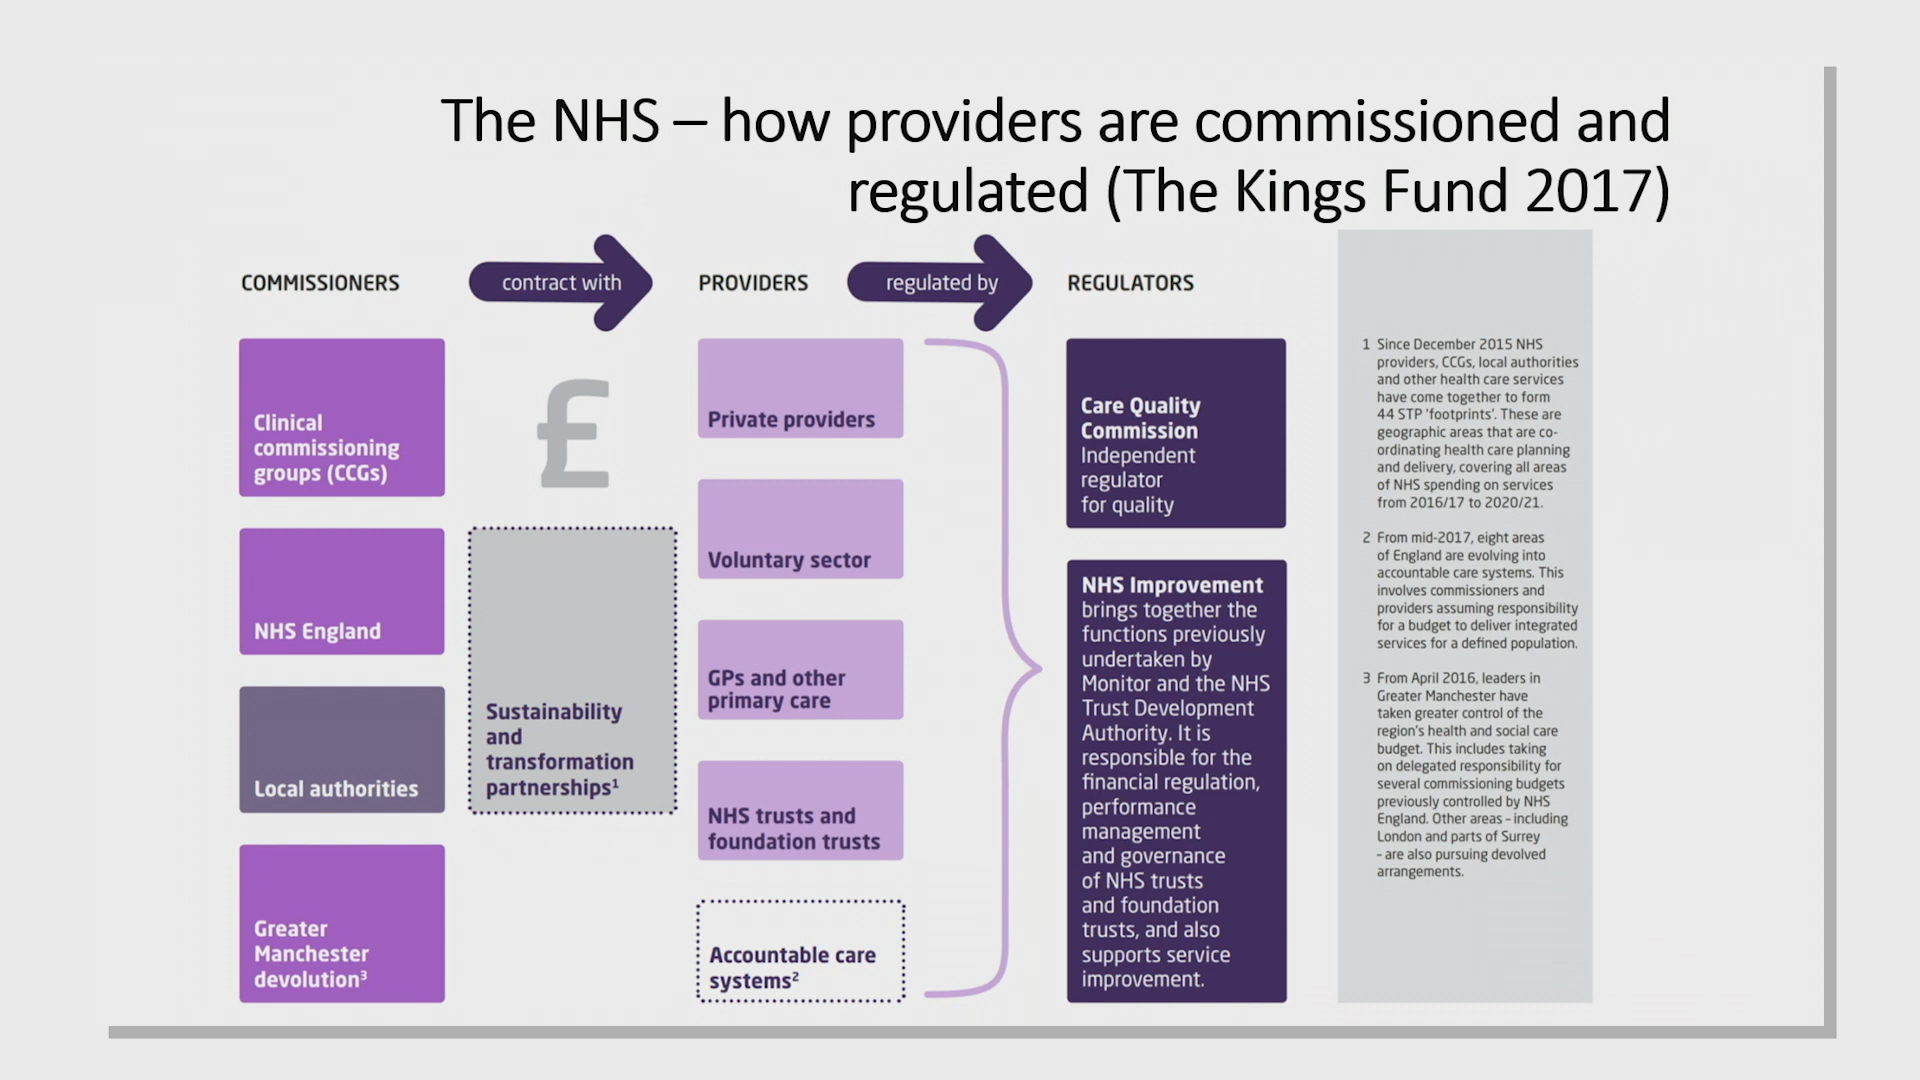 The NHS – how providers are commissioned and
regulated (The Kings Fund 2017)
COMMISSIONERS
contract with
PROVIDERS
regulated by
REGULATORS
Clinical
commissioning
groups (CCGs)
NHS England
Local authorities
Greater
Manchester
devolution³
£
Sustainability
and
transformation
partnerships¹
Private providers
Voluntary sector
GPs and other
primary care
NHS trusts and
foundation trusts
Accountable care
systems²
Care Quality
Commission
Independent
regulator
for quality
NHS Improvement
brings together the
functions previously
undertaken by
Monitor and the NHS
Trust Development
Authority. It is
responsible for the
financial regulation,
performance
management
and governance
of NHS trusts
and foundation
trusts, and also
supports service
improvement.
1 Since December 2015 NHS
providers, CCGs, local authorities
and other health care services
have come together to form
44 STP ‘footprints’. These are
geographic areas that are co-
ordinating health care planning
and delivery, covering all areas
of NHS spending on services
from 2016/17 to 2020/21.
2 From mid-2017, eight areas
of England are evolving into
accountable care systems. This
involves commissioners and
providers assuming responsibility
for a budget to deliver integrated
services for a defined population.
3 From April 2016, leaders in
Greater Manchester have
taken greater control of the
region's health and social care
budget. This includes taking
on delegated responsibility for
several commissioning budgets
previously controlled by NHS
England. Other areas – including
London and parts of Surrey
– are also pursuing devolved
arrangements.